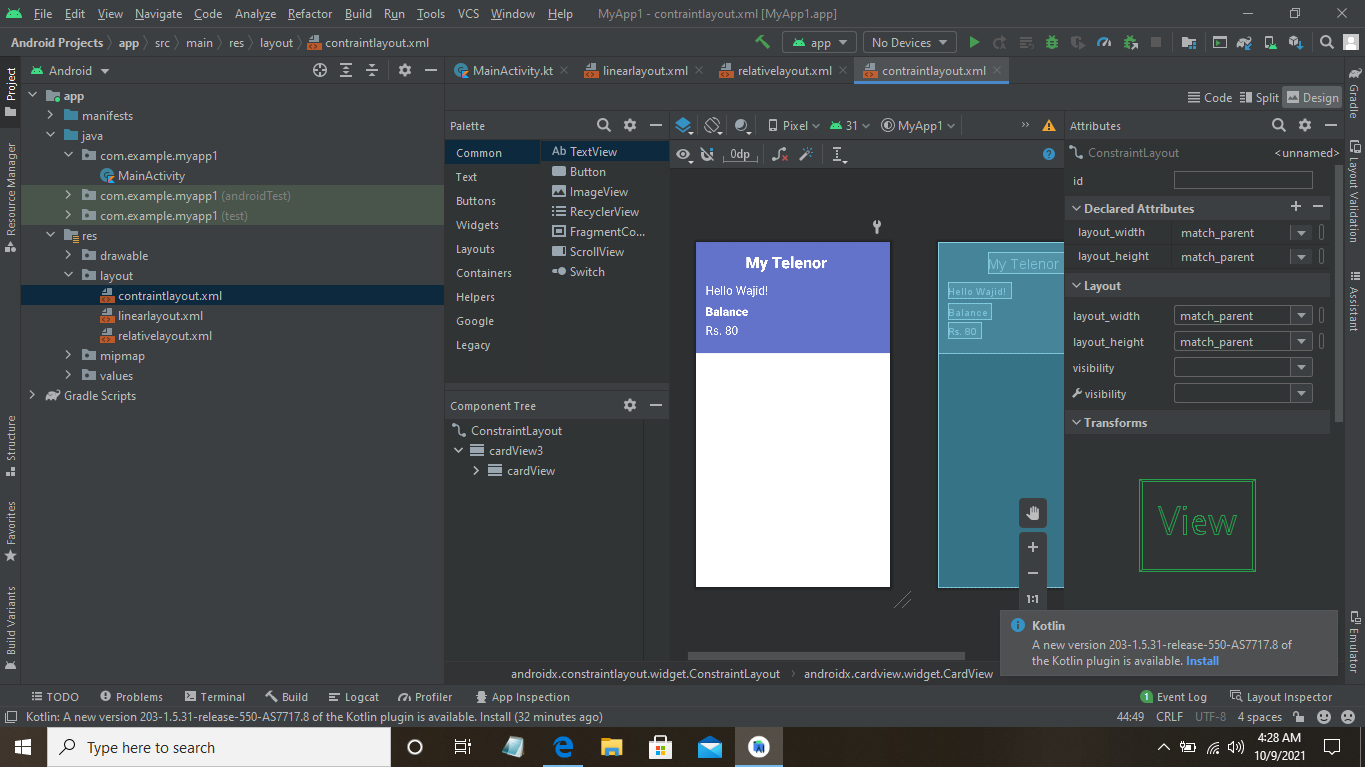 File Edit View Navigate Code Analyze Refactor Build Run Tools VCS Window Help MyApp1 - contraintlayout.xml [MyApp1.app]
Android Projects app src main res layout contraintlayout.xml app No Devices
Project
Resource Manager
Structure
Favorites
Build Variants
Android
app
manifests
java
com.example.myapp1
MainActivity
com.example.myapp1 (androidTest)
com.example.myapp1 (test)
res
drawable
layout
contraintlayout.xml
linearlayout.xml
relativelayout.xml
mipmap
values
Gradle Scripts
MainActivity.kt linearlayout.xml relativelayout.xml contraintlayout.xml
Code Split Design
Palette
Common
Text
Buttons
Widgets
Layouts
Containers
Helpers
Google
Legacy
Ab TextView
Button
ImageView
RecyclerView
FragmentCo...
ScrollView
Switch
Component Tree
ConstraintLayout
cardView3
cardView
Pixel 31 MyApp1
0dp
My Telenor
Hello Wajid!
Balance
Rs. 80
My Telenor
Hello Wajid!
Balance
Rs. 80
1:1
androidx.constraintlayout.widget.ConstraintLayout androidx.cardview.widget.CardView
Attributes
ConstraintLayout <unnamed>
id
Declared Attributes
layout_width match_parent
layout_height match_parent
Layout
layout_width match_parent
layout_height match_parent
visibility
visibility
Transforms
View
Kotlin
A new version 203-1.5.31-release-550-AS7717.8 of
the Kotlin plugin is available. Install
Gradle
Layout Validation
Assistant
Emulator
TODO Problems Terminal Build Logcat Profiler App Inspection 1 Event Log Layout Inspector
Kotlin: A new version 203-1.5.31-release-550-AS7717.8 of the Kotlin plugin is available. Install (32 minutes ago) 44:49 CRLF UTF-8 4 spaces
Type here to search
4:28 AM
10/9/2021